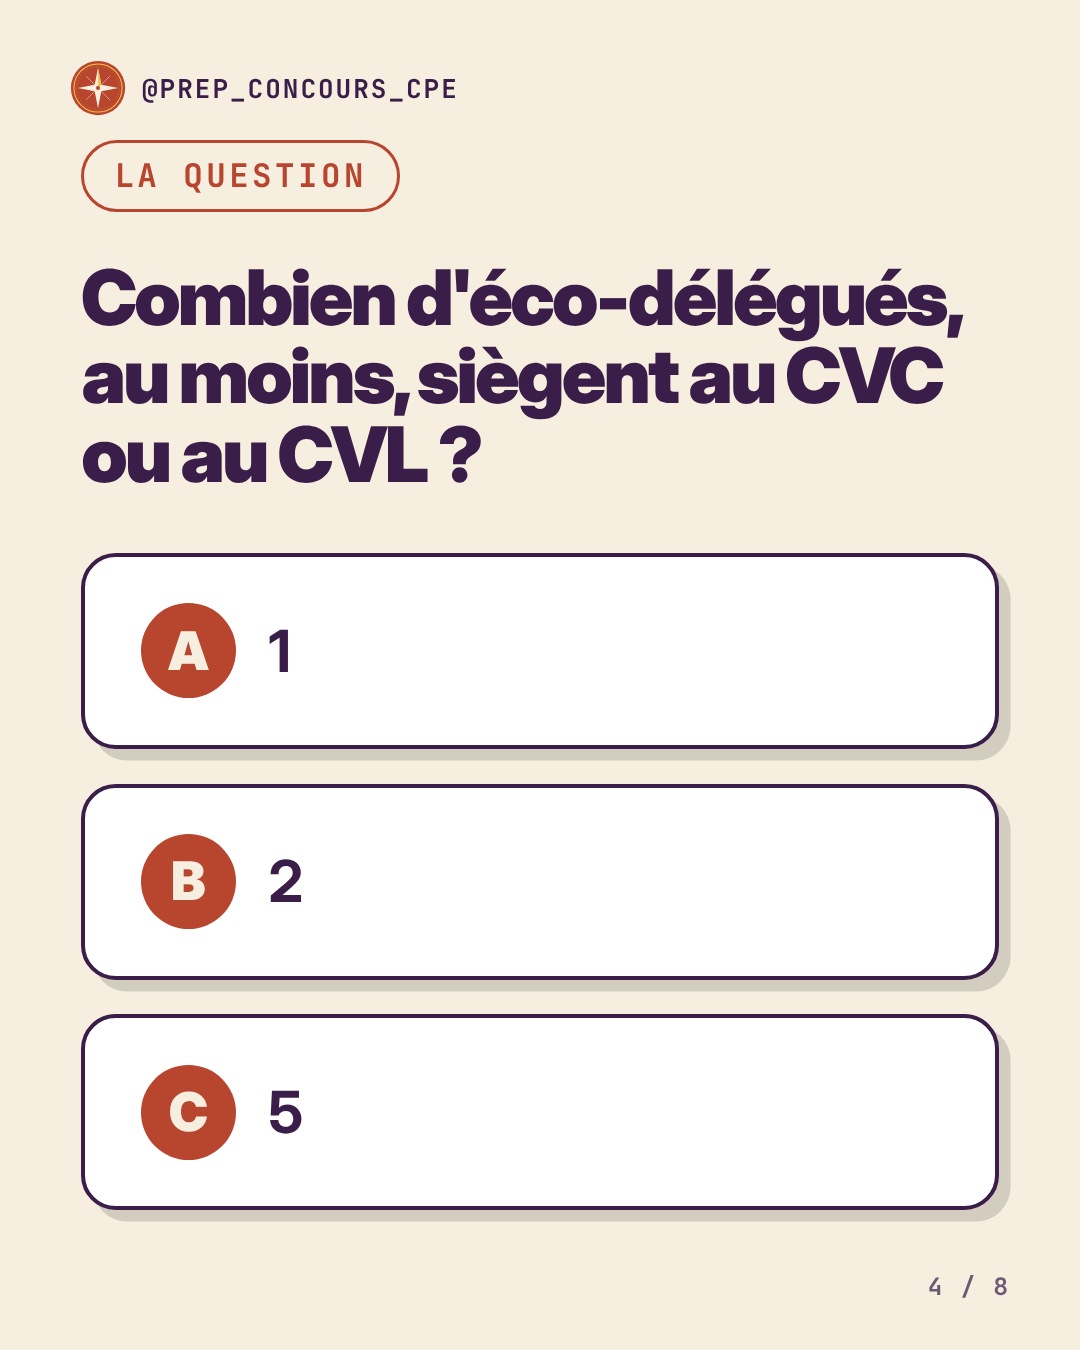 @PREP_CONCOURS_CPE
LA QUESTION
Combien d'éco-délégués,
au moins, siègent au CVC
ou au CVL ?
A 1
B 2
C 5
4 / 8